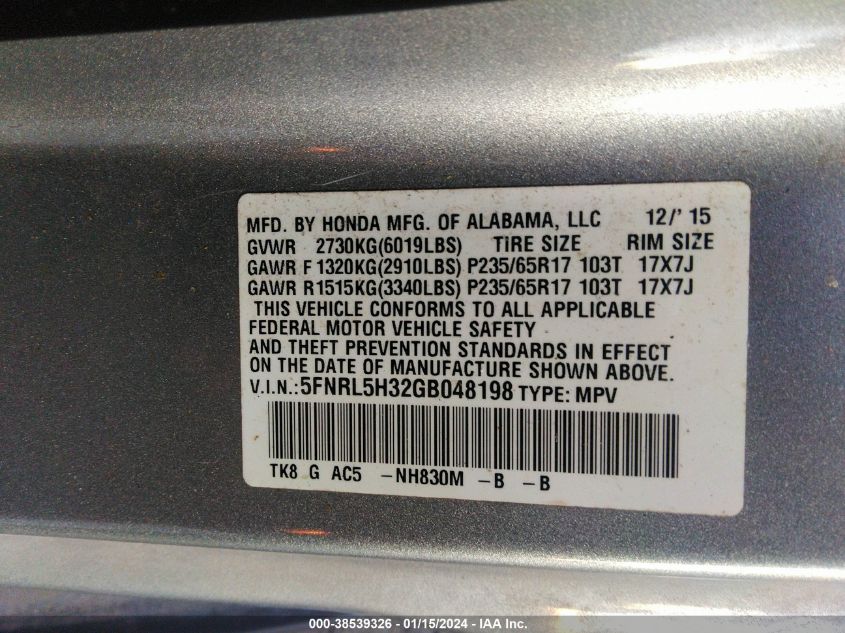 MFD. BY HONDA MFG. OF ALABAMA, LLC 12/'15
GVWR 2730KG(6019LBS) TIRE SIZE RIM SIZE
GAWR F1320KG(2910LBS) P235/65R17 103T 17X7J
GAWR R1515KG(3340LBS) P235/65R17 103T 17X7J
THIS VEHICLE CONFORMS TO ALL APPLICABLE
FEDERAL MOTOR VEHICLE SAFETY
AND THEFT PREVENTION STANDARDS IN EFFECT
ON THE DATE OF MANUFACTURE SHOWN ABOVE.
V.I.N.:5FNRL5H32GB048198 TYPE: MPV
TK8 G AC5 -NH830M -B -B
000-38539326 - 01/15/2024 - IAA Inc.